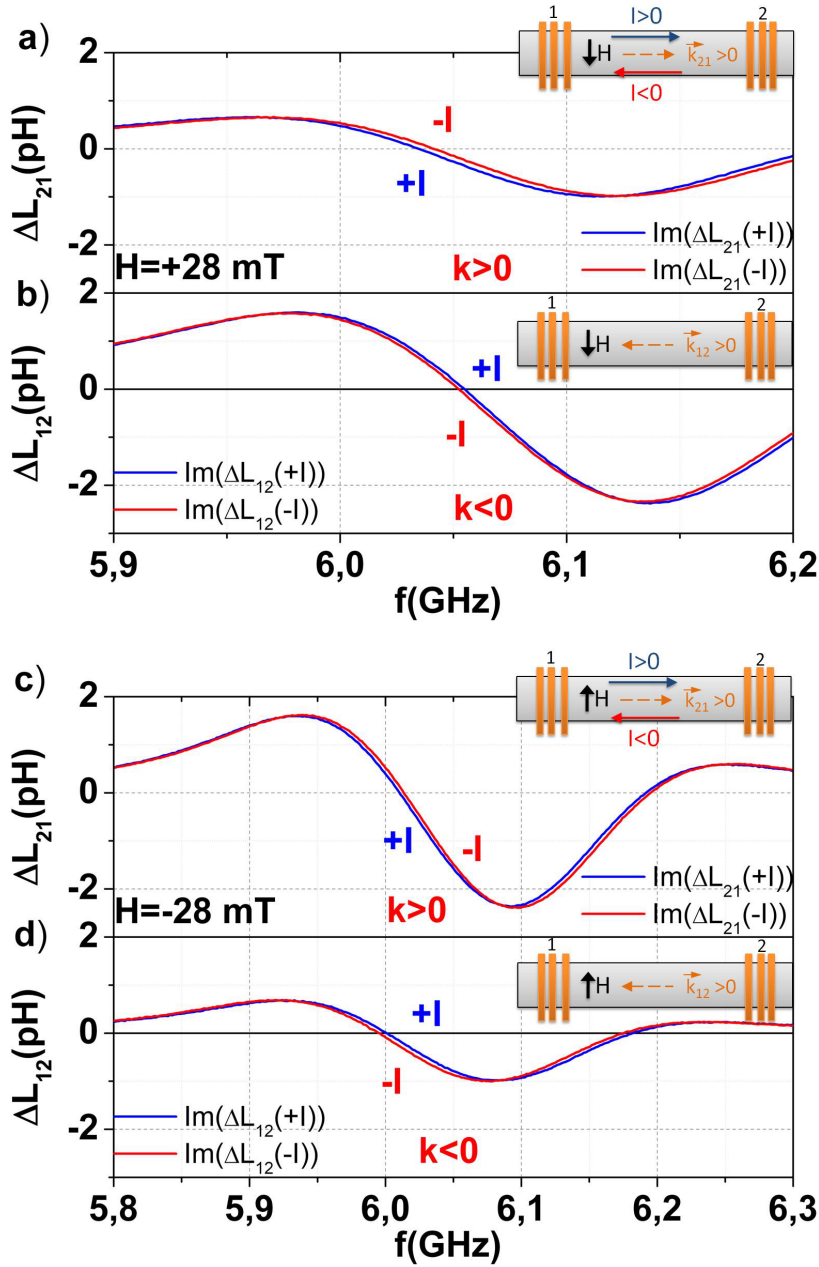 a)
1
2
I>0
H
k21 >0
I<0
2
0
-2
ΔL21(pH)
-I
+I
Im(ΔL21(+I))
Im(ΔL21(-I))
H=+28 mT
k>0
b)
1
2
H
k12 >0
2
0
-2
ΔL12(pH)
+I
-I
Im(ΔL12(+I))
Im(ΔL12(-I))
k<0
5,9 6,0 6,1 6,2
f(GHz)
c)
1
2
I>0
H
k21 >0
I<0
2
0
-2
ΔL21(pH)
+I
-I
Im(ΔL21(+I))
Im(ΔL21(-I))
H=-28 mT
k>0
d)
1
2
H
k12 >0
2
0
-2
ΔL12(pH)
+I
-I
Im(ΔL12(+I))
Im(ΔL12(-I))
k<0
5,8 5,9 6,0 6,1 6,2 6,3
f(GHz)